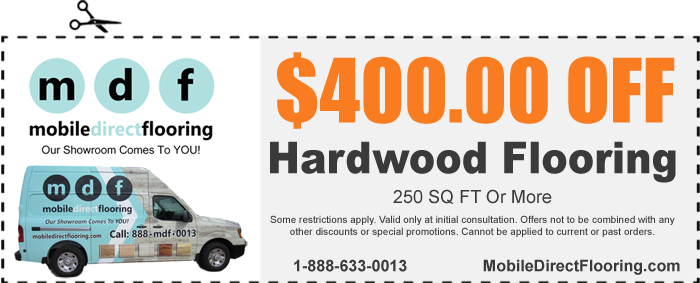 m d f
mobiledirectflooring
Our Showroom Comes To YOU!
m d f
mobiledirectflooring
Our Showroom Comes To YOU!
mobiledirectflooring.com
Call: 888-mdf-0013
$400.00 OFF
Hardwood Flooring
250 SQ FT Or More
Some restrictions apply. Valid only at initial consultation. Offers not to be combined with any
other discounts or special promotions. Cannot be applied to current or past orders.
1-888-633-0013
MobileDirectFlooring.com